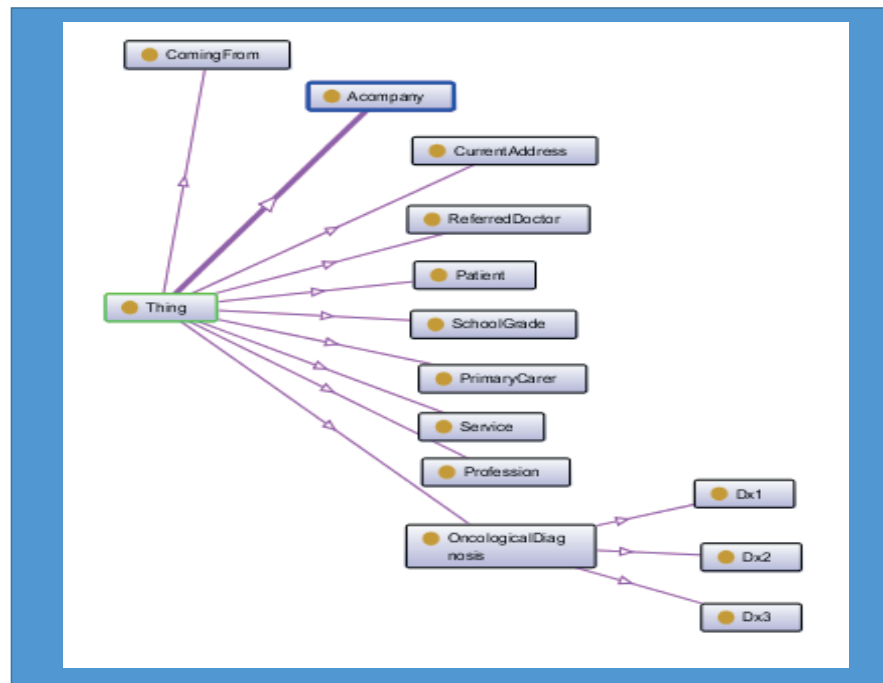 ComingFrom
Acompany
CurrentAddress
ReferredDoctor
Patient
Thing
SchoolGrade
PrimaryCarer
Service
Profession
Dx1
OncologicalDiag
nosis
Dx2
Dx3